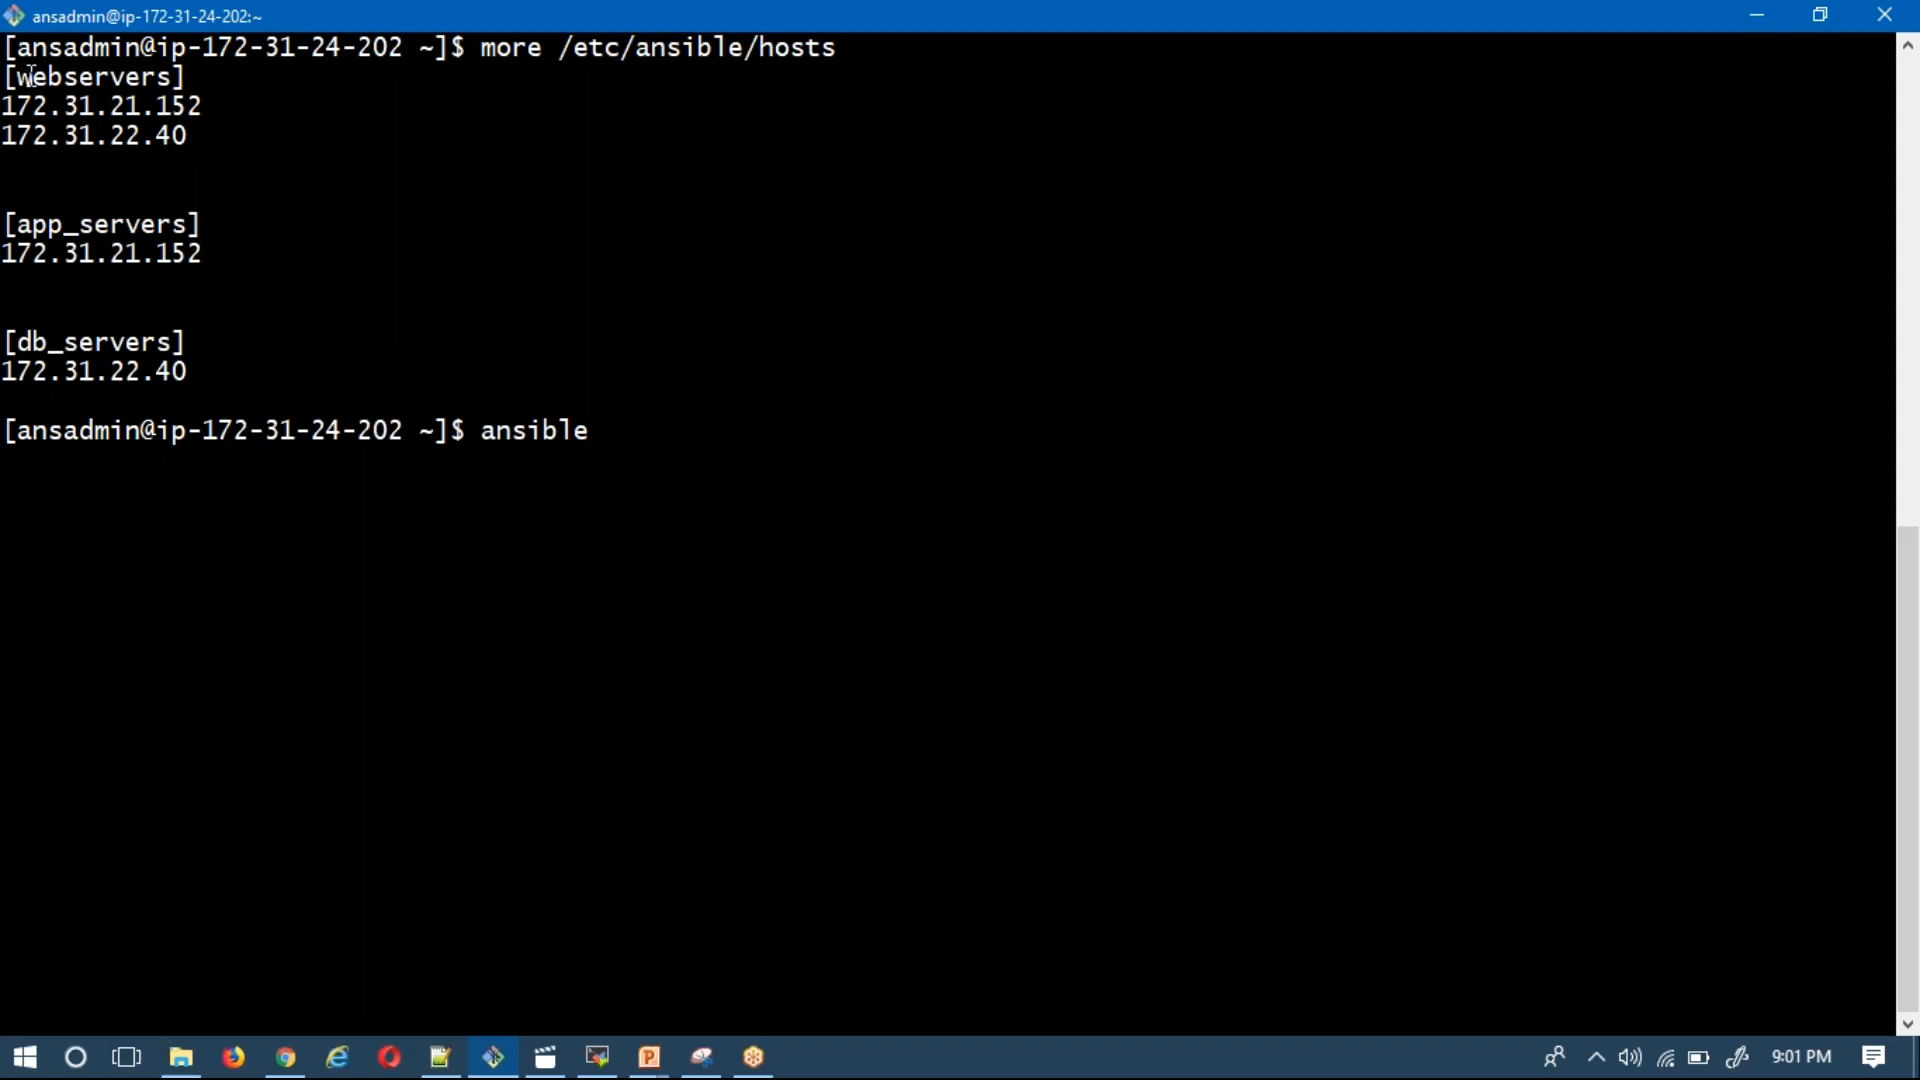 ansadmin@ip-172-31-24-202:~
[ansadmin@ip-172-31-24-202 ~]$ more /etc/ansible/hosts
[webservers]
172.31.21.152
172.31.22.40
[app_servers]
172.31.21.152
[db_servers]
172.31.22.40
[ansadmin@ip-172-31-24-202 ~]$ ansible
9:01 PM